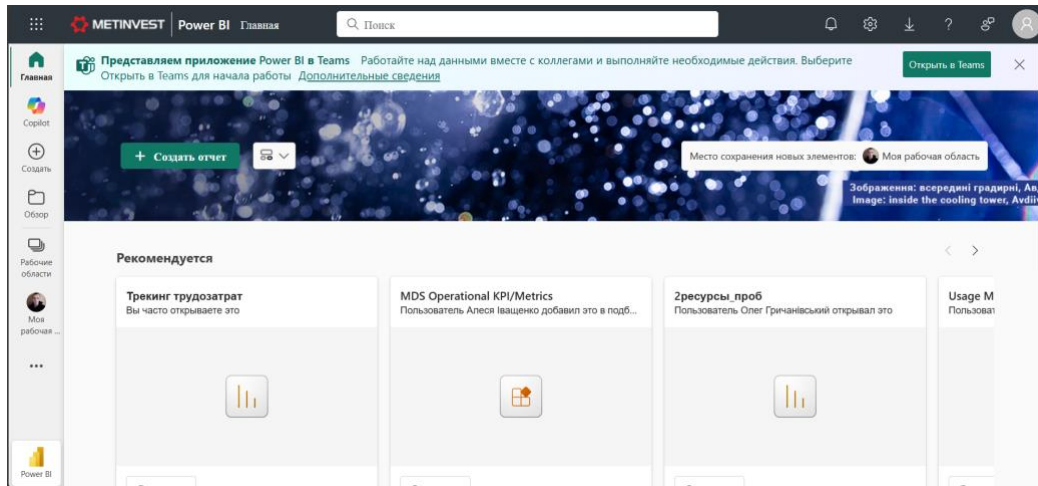 METINVEST Power BI Главная
Поиск
Представляем приложение Power BI в Teams Работайте над данными вместе с коллегами и выполняйте необходимые действия. Выберите
Открыть в Teams для начала работы Дополнительные сведения
Открыть в Teams
Главная
Copilot
Создать
Обзор
Рабочие
области
Моя
рабочая ...
Power BI
+ Создать отчет
Место сохранения новых элементов: Моя рабочая область
Зображення: всередині градирні, Ав
Image: inside the cooling tower, Avdii
Рекомендуется
Трекинг трудозатрат
Вы часто открываете это
MDS Operational KPI/Metrics
Пользователь Алеся Іващенко добавил это в подб...
2ресурсы_проб
Пользователь Олег Гричанівський открывал это
Usage M
Пользоват